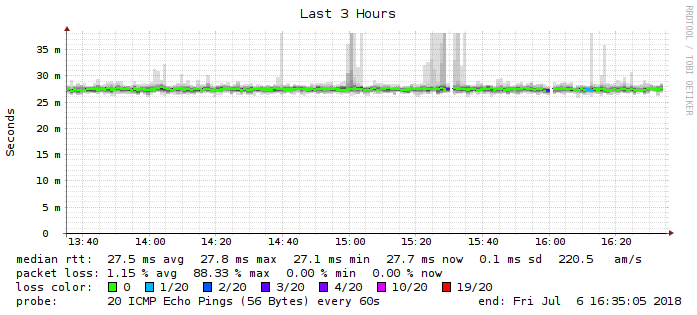 Last 3 Hours
RRDTOOL / TOBI OETIKER
Seconds
35 m
30 m
25 m
20 m
15 m
10 m
5 m
0
13:40 14:00 14:20 14:40 15:00 15:20 15:40 16:00 16:20
median rtt: 27.5 ms avg 27.8 ms max 27.1 ms min 27.7 ms now 0.1 ms sd 220.5 am/s
packet loss: 1.15 % avg 88.33 % max 0.00 % min 0.00 % now
loss color: 0 1/20 2/20 3/20 4/20 10/20 19/20
probe: 20 ICMP Echo Pings (56 Bytes) every 60s end: Fri Jul 6 16:35:05 2018